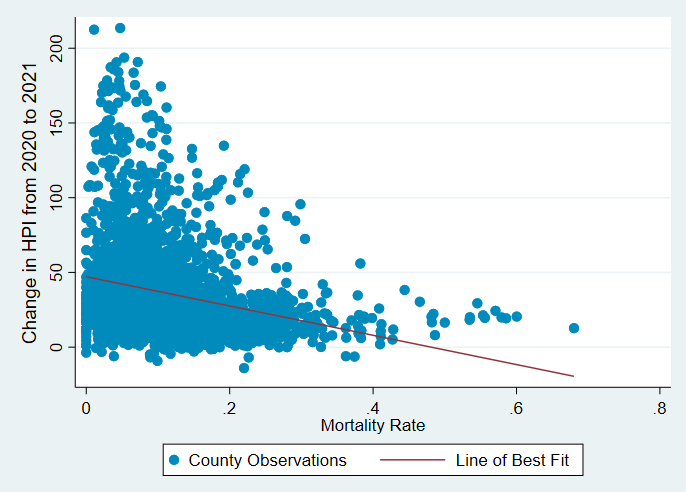 Change in HPI from 2020 to 2021
200
150
100
50
0
0 .2 .4 .6 .8
Mortality Rate
County Observations Line of Best Fit